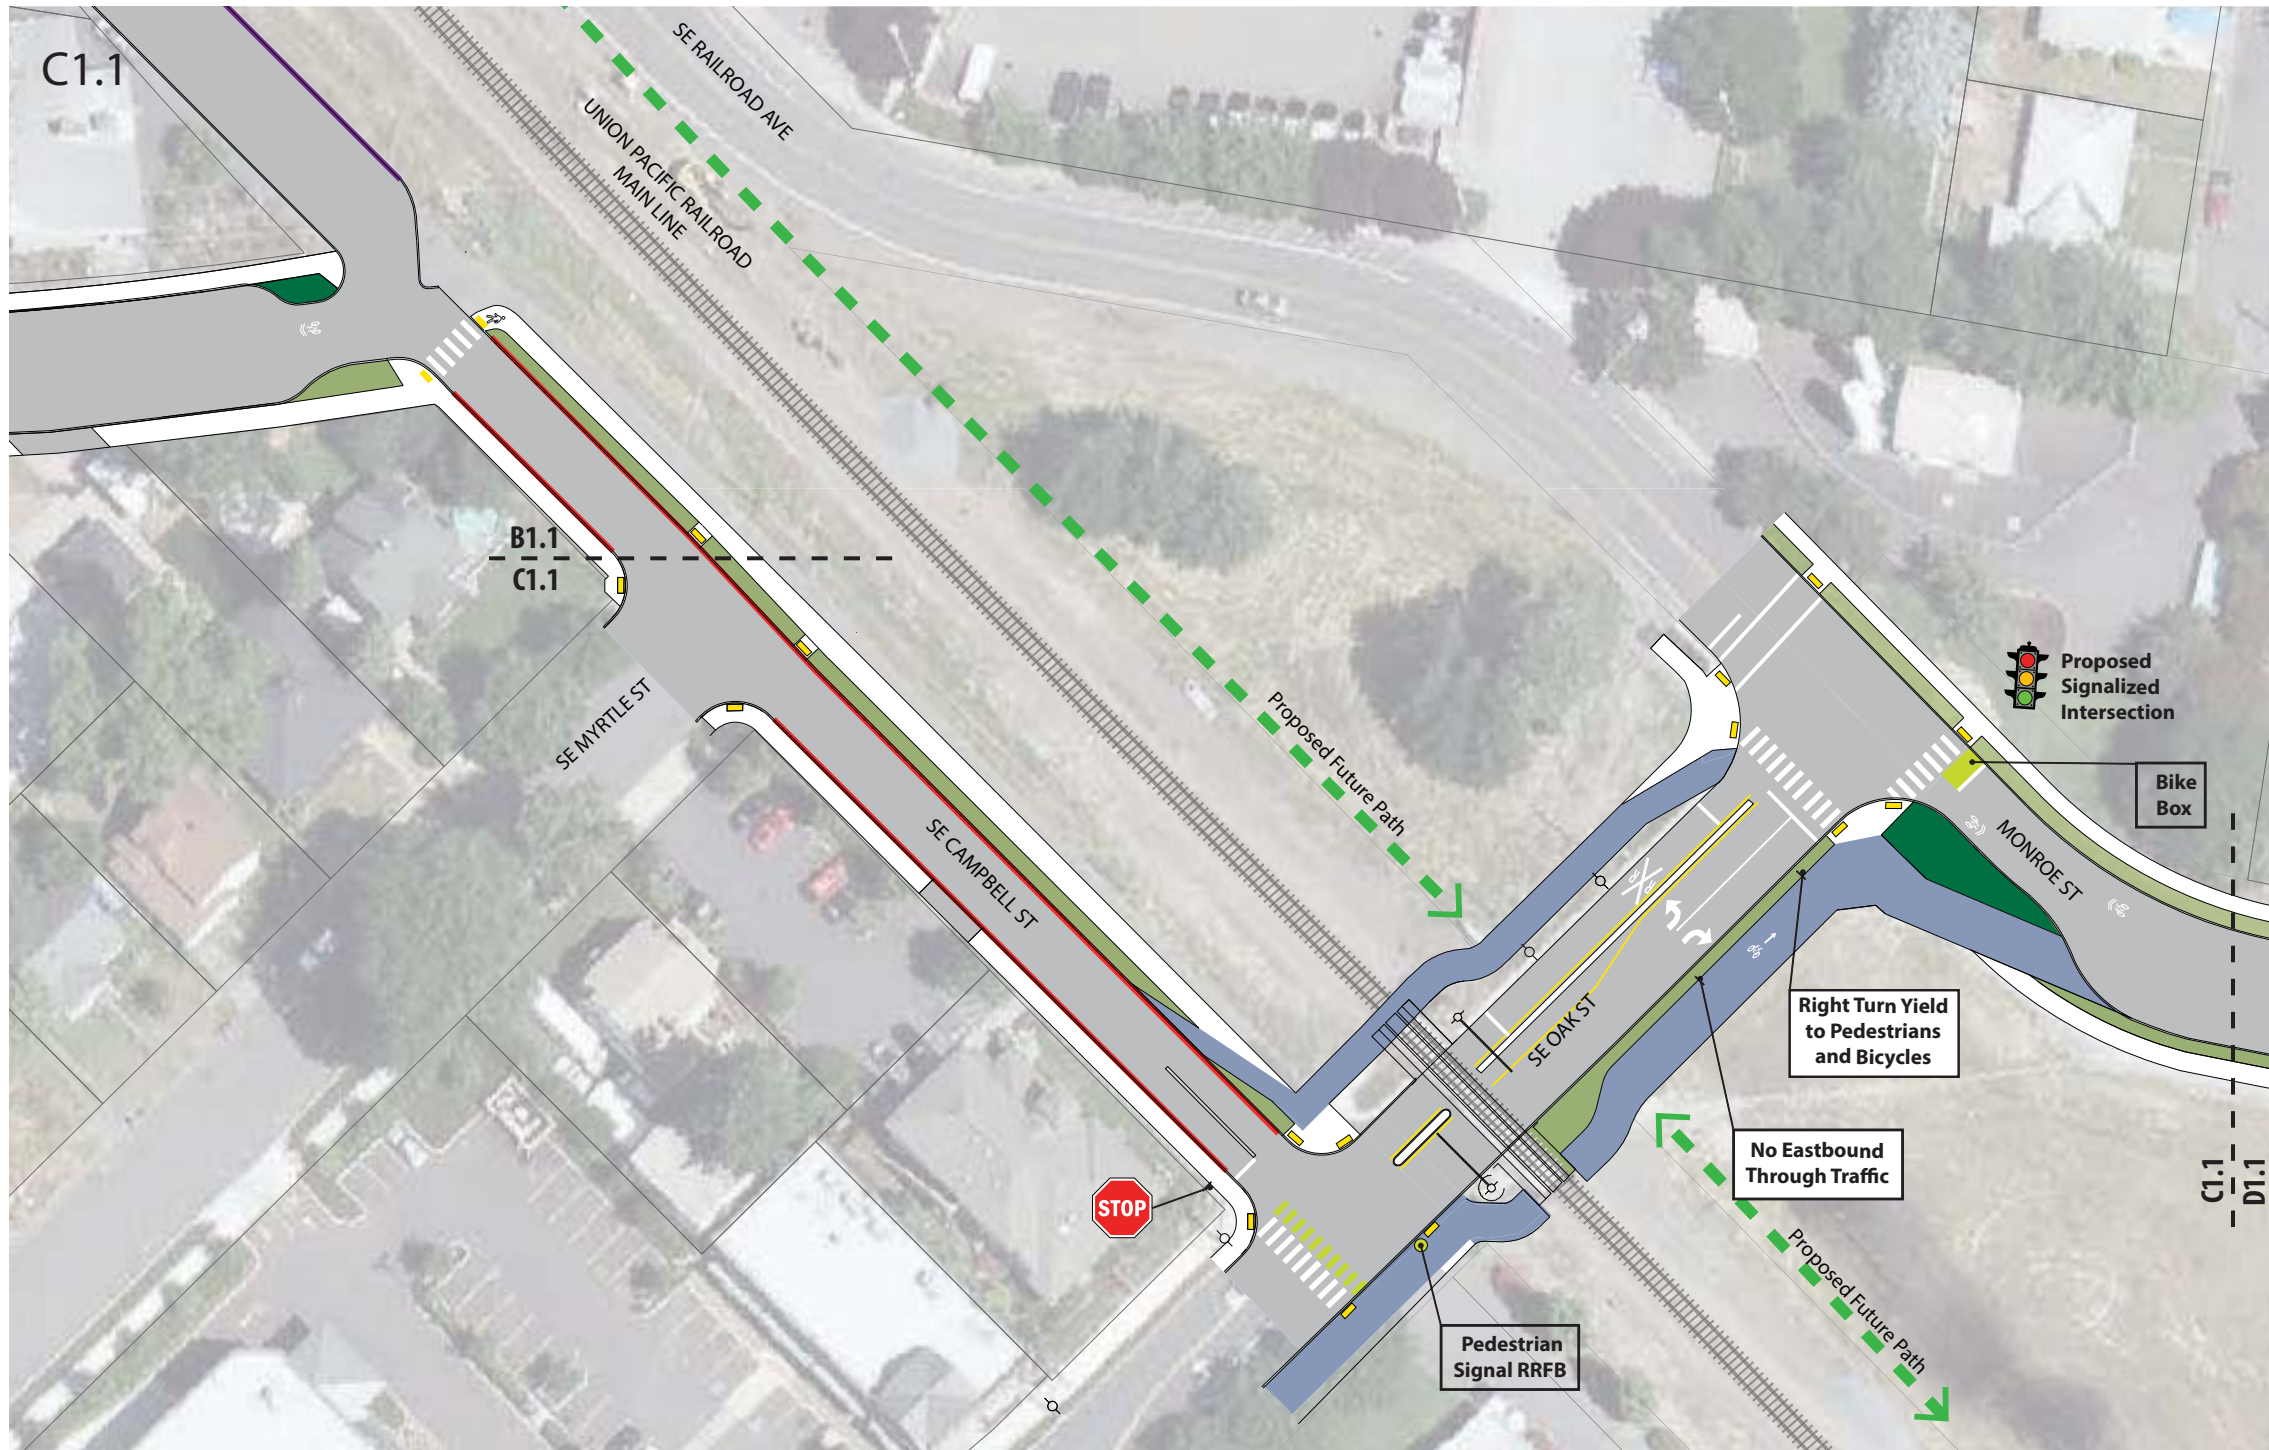 C1.1
SE RAILROAD AVE
UNION PACIFIC RAILROAD
MAIN LINE
B1.1
C1.1
SE MYRTLE ST
SE CAMPBELL ST
Proposed Future Path
Proposed
Signalized
Intersection
Bike
Box
MONROE ST
SE OAK ST
R R
Right Turn Yield
to Pedestrians
and Bicycles
No Eastbound
Through Traffic
C1.1
D1.1
STOP
Proposed Future Path
Pedestrian
Signal RRFB